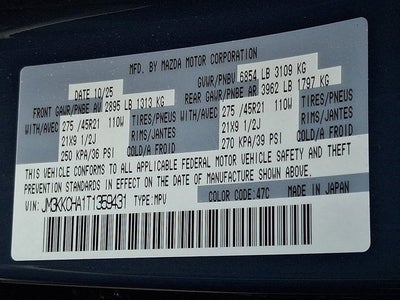 MFD. BY MAZDA MOTOR CORPORATION
DATE 10/25 GVWR/PNBV 6854 LB 3109 KG
FRONT GAWR/PNBE AV 2895 LB 1313 KG REAR GAWR/PNBE AR 3962 LB 1797 KG
WITH/AVEC 275 /45R21 110W TIRES/PNEUS WITH/AVEC 275 /45R21 110W TIRES/PNEUS
21X9 1/2J RIMS/JANTES 21X9 1/2J RIMS/JANTES
250 KPA/36 PSI COLD/A FROID 270 KPA/39 PSI COLD/A FROID
THIS VEHICLE CONFORMS TO ALL APPLICABLE FEDERAL MOTOR VEHICLE SAFETY AND THEFT
PREVENTION STANDARDS IN EFFECT ON THE DATE OF MANUFACTURE SHOWN ABOVE.
COLOR CODE:47C MADE IN JAPAN
VIN: JM3KKCHA1T1359431 TYPE:MPV